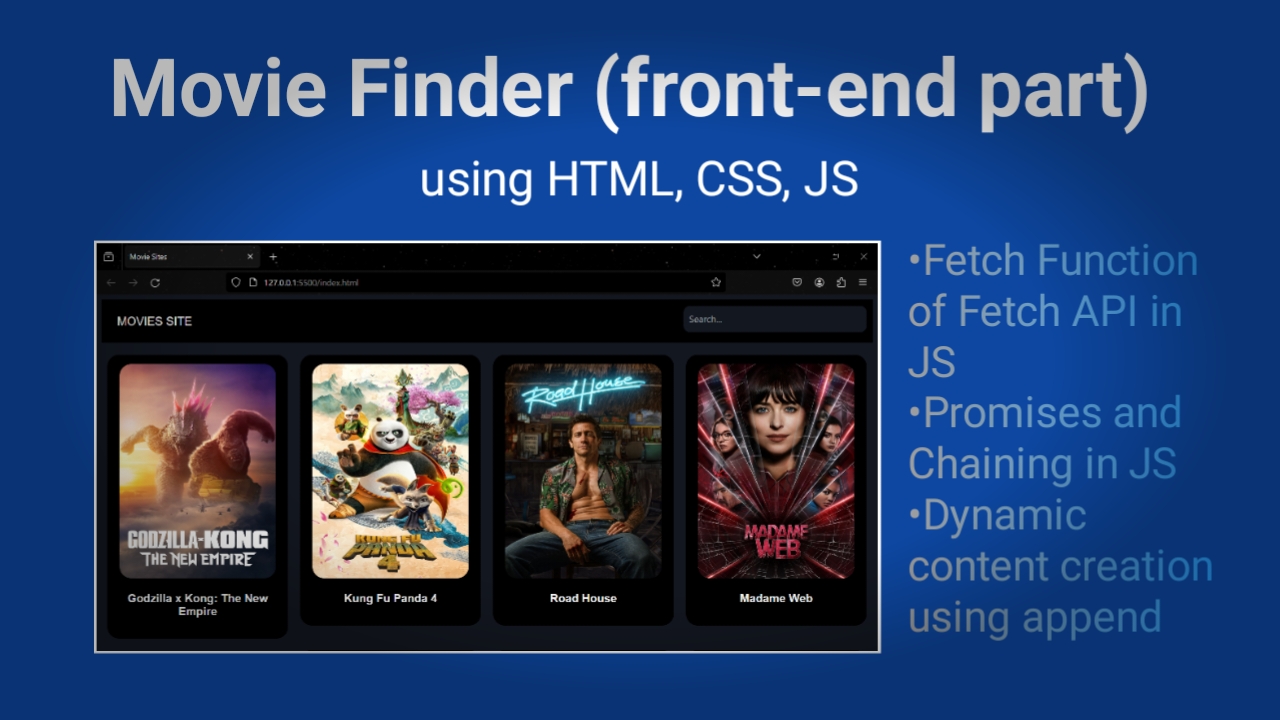 Movie Finder (front-end part)
using HTML, CSS, JS
Movie Sites
127.0.0.1:5500/index.html
MOVIES SITE
Search...
GODZILLA-KONG
THE NEW EMPIRE
Godzilla x Kong: The New
Empire
KUNG FU
PANDA
4
Kung Fu Panda 4
Road House
Road House
MADAME
WEB
Madame Web
•Fetch Function
of Fetch API in
JS
•Promises and
Chaining in JS
•Dynamic
content creation
using append